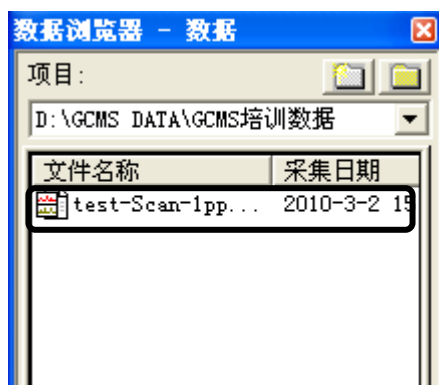 数据浏览器 - 数据
项目:
D:\GCMS DATA\GCMS培训数据
文件名称 采集日期
test-Scan-1pp... 2010-3-2 15